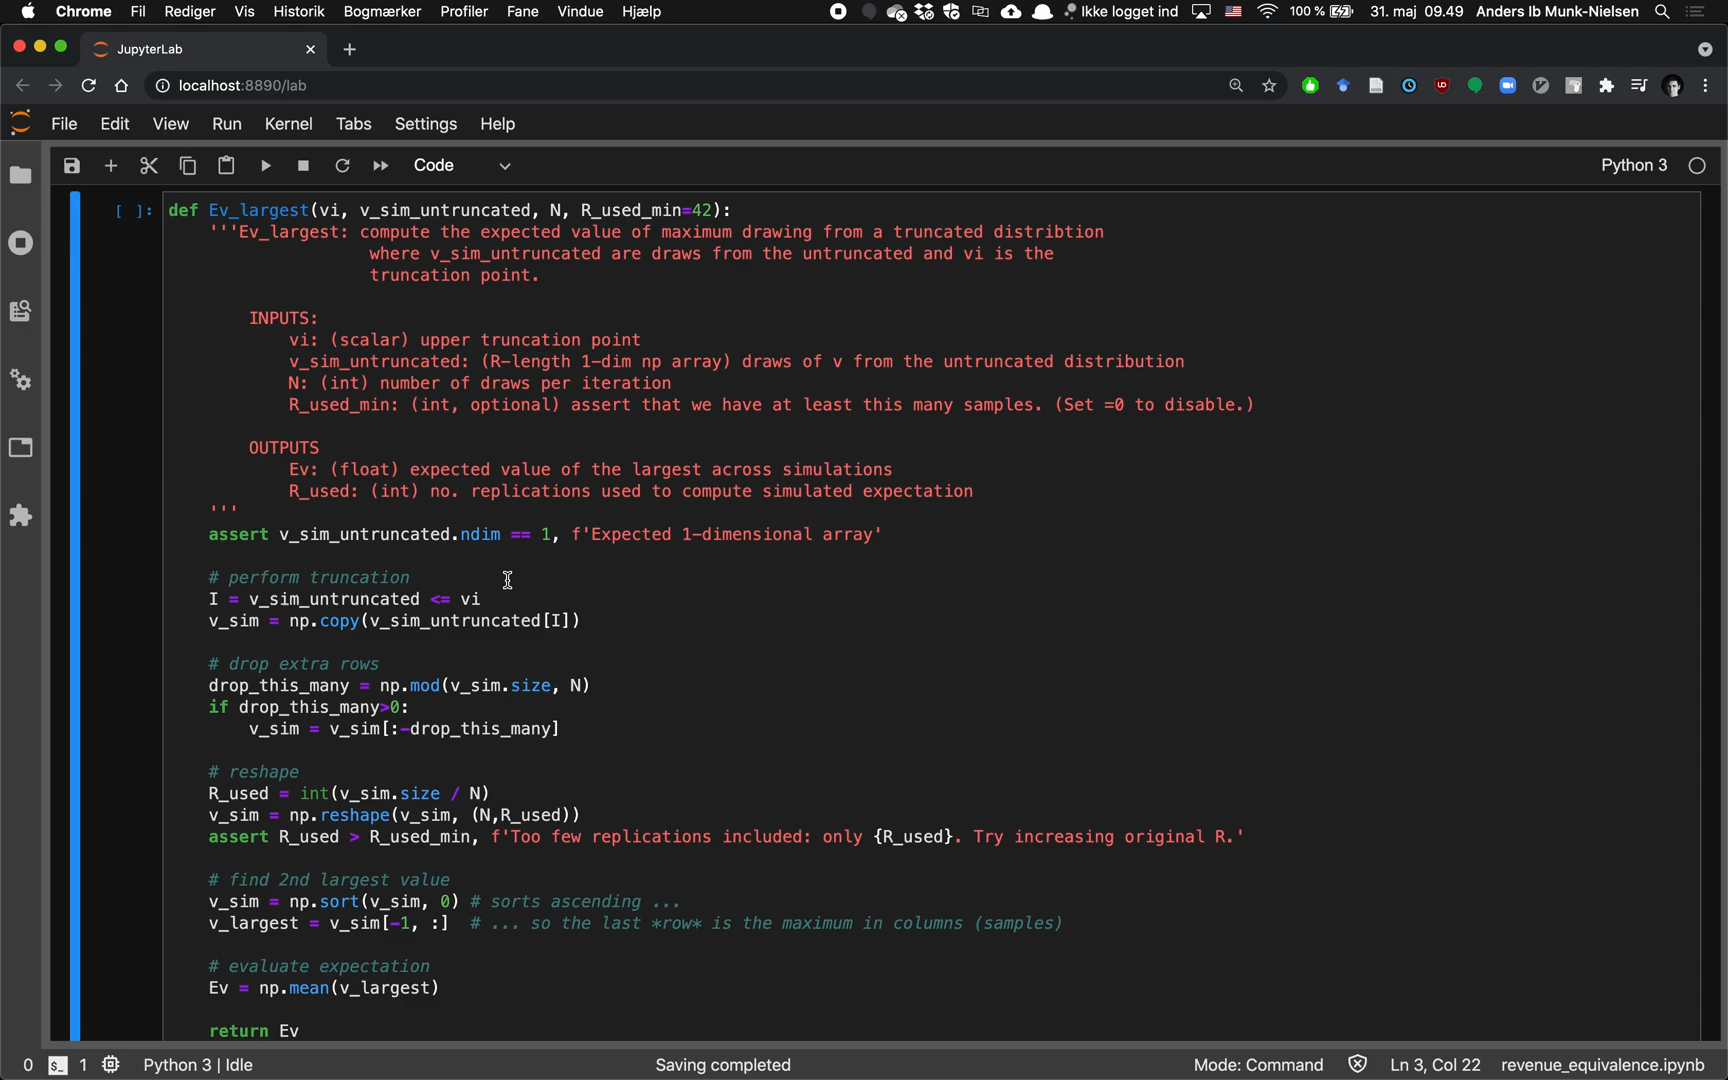 Chrome Fil Rediger Vis Historik Bogmærker Profiler Fane Vindue Hjælp Ikke logget ind 100 % 31. maj 09.49 Anders Ib Munk-Nielsen
JupyterLab
localhost:8890/lab
File Edit View Run Kernel Tabs Settings Help
Code Python 3
[ ]: def Ev_largest(vi, v_sim_untruncated, N, R_used_min=42):
'''Ev_largest: compute the expected value of maximum drawing from a truncated distribtion
where v_sim_untruncated are draws from the untruncated and vi is the
truncation point.
INPUTS:
vi: (scalar) upper truncation point
v_sim_untruncated: (R-length 1-dim np array) draws of v from the untruncated distribution
N: (int) number of draws per iteration
R_used_min: (int, optional) assert that we have at least this many samples. (Set =0 to disable.)
OUTPUTS
Ev: (float) expected value of the largest across simulations
R_used: (int) no. replications used to compute simulated expectation
'''
assert v_sim_untruncated.ndim == 1, f'Expected 1-dimensional array'
# perform truncation
I = v_sim_untruncated <= vi
v_sim = np.copy(v_sim_untruncated[I])
# drop extra rows
drop_this_many = np.mod(v_sim.size, N)
if drop_this_many>0:
v_sim = v_sim[:-drop_this_many]
# reshape
R_used = int(v_sim.size / N)
v_sim = np.reshape(v_sim, (N,R_used))
assert R_used > R_used_min, f'Too few replications included: only {R_used}. Try increasing original R.'
# find 2nd largest value
v_sim = np.sort(v_sim, 0) # sorts ascending ...
v_largest = v_sim[-1, :] # ... so the last *row* is the maximum in columns (samples)
# evaluate expectation
Ev = np.mean(v_largest)
return Ev
0 $_ 1 Python 3 | Idle Saving completed Mode: Command Ln 3, Col 22 revenue_equivalence.ipynb